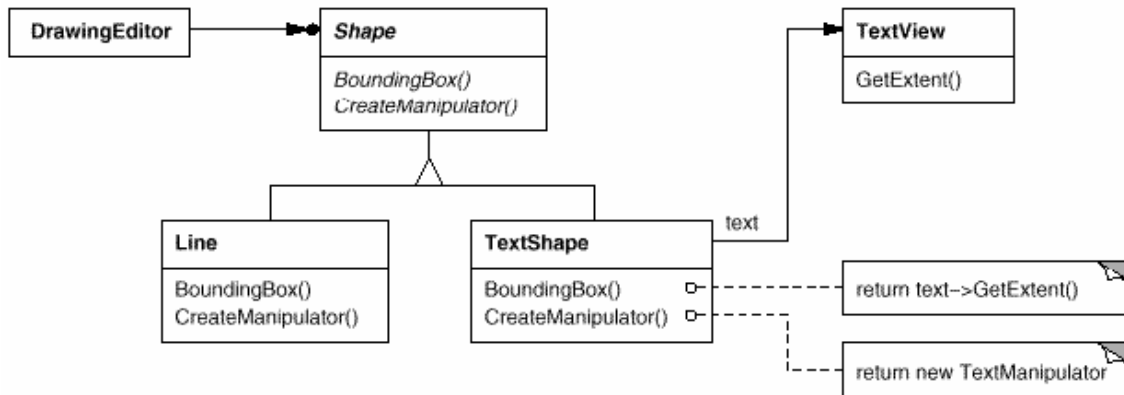 DrawingEditor
Shape
BoundingBox()
CreateManipulator()
TextView
GetExtent()
Line
BoundingBox()
CreateManipulator()
TextShape
BoundingBox()
CreateManipulator()
text
return text->GetExtent()
return new TextManipulator